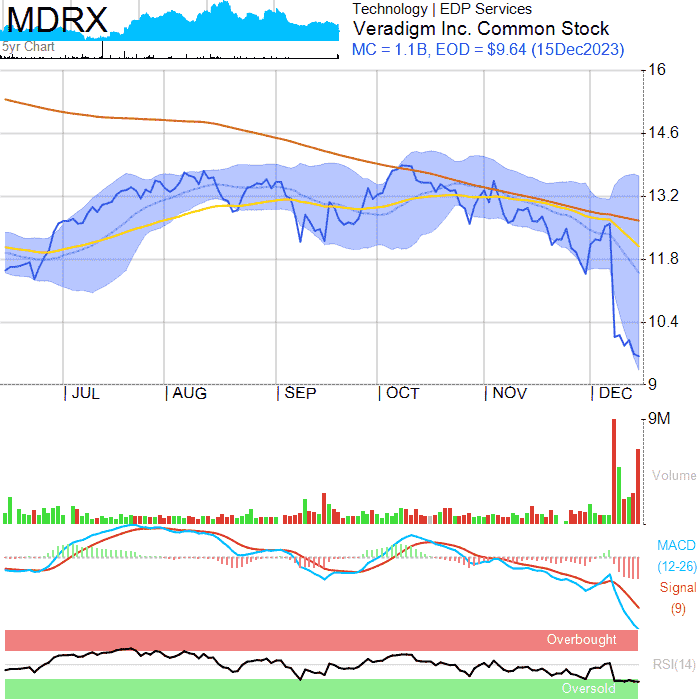 MDRX
5yr Chart
Technology | EDP Services
Veradigm Inc. Common Stock
MC = 1.1B, EOD = $9.64 (15Dec2023)
16
14.6
13.2
11.8
10.4
9
JUL
AUG
SEP
OCT
NOV
DEC
9M
Volume
MACD
(12-26)
Signal
(9)
Overbought
RSI(14)
Oversold